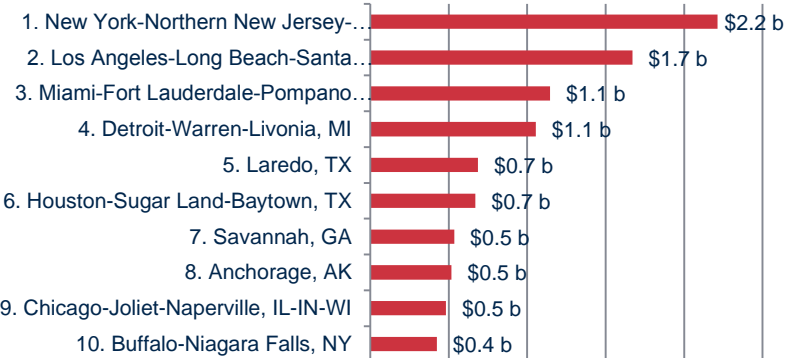 1. New York-Northern New Jersey-... $2.2 b
2. Los Angeles-Long Beach-Santa... $1.7 b
3. Miami-Fort Lauderdale-Pompano... $1.1 b
4. Detroit-Warren-Livonia, MI $1.1 b
5. Laredo, TX $0.7 b
6. Houston-Sugar Land-Baytown, TX $0.7 b
7. Savannah, GA $0.5 b
8. Anchorage, AK $0.5 b
9. Chicago-Joliet-Naperville, IL-IN-WI $0.5 b
10. Buffalo-Niagara Falls, NY $0.4 b